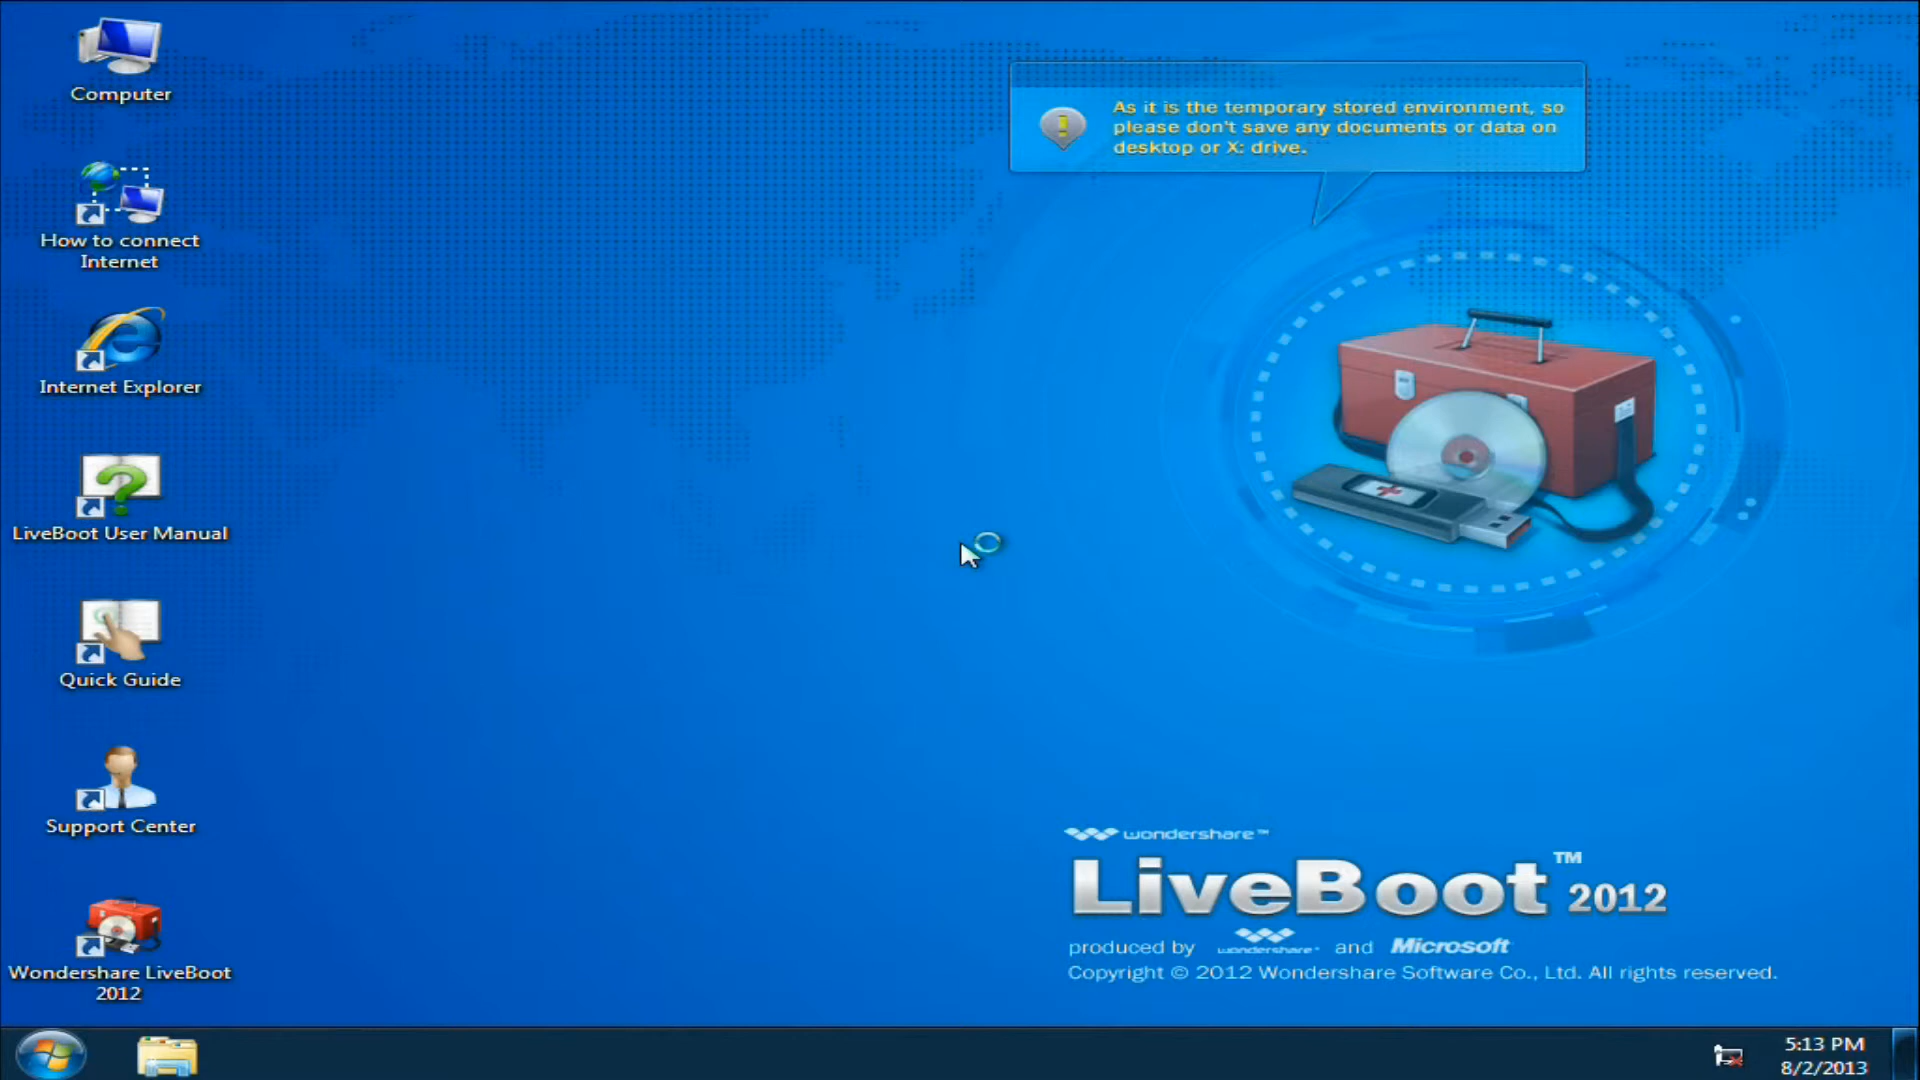 Computer
How to connect
Internet
Internet Explorer
LiveBoot User Manual
Quick Guide
Support Center
Wondershare LiveBoot
2012
As it is the temporary stored environment, so
please don't save any documents or data on
desktop or X: drive.
wondershare™
LiveBoot™ 2012
produced by wondershare™ and Microsoft
Copyright © 2012 Wondershare Software Co., Ltd. All rights reserved.
5:13 PM
8/2/2013